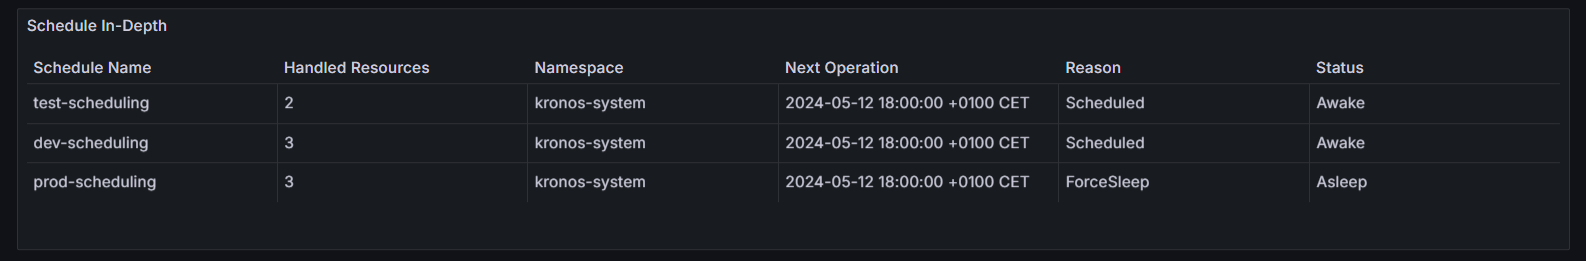 Schedule In-Depth
Schedule Name Handled Resources Namespace Next Operation Reason Status
test-scheduling 2 kronos-system 2024-05-12 18:00:00 +0100 CET Scheduled Awake
dev-scheduling 3 kronos-system 2024-05-12 18:00:00 +0100 CET Scheduled Awake
prod-scheduling 3 kronos-system 2024-05-12 18:00:00 +0100 CET ForceSleep Asleep